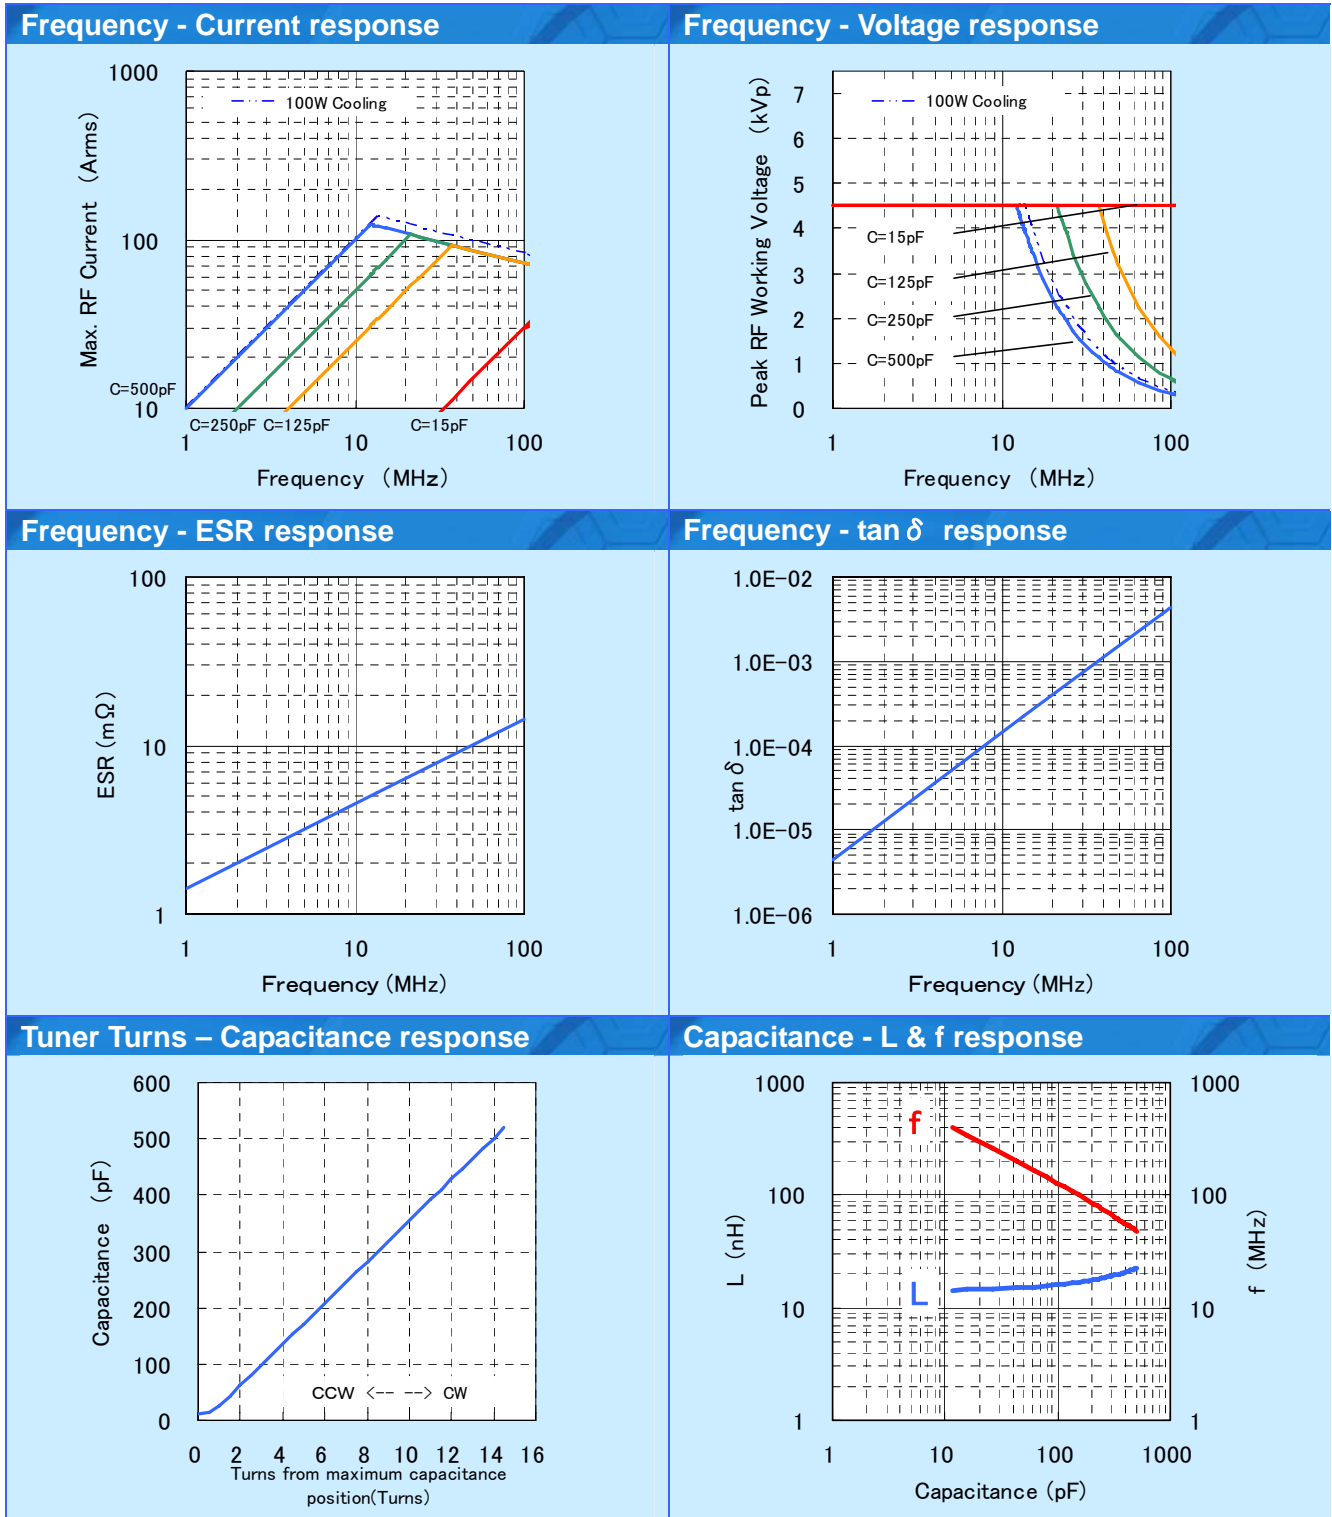 Frequency - Current response
1000
100
10
Max. RF Current (Arms)
100W Cooling
C=500pF
C=250pF C=125pF C=15pF
1 10 100
Frequency (MHz)
Frequency - Voltage response
7
6
5
4
3
2
1
0
Peak RF Working Voltage (kVp)
100W Cooling
C=15pF
C=125pF
C=250pF
C=500pF
1 10 100
Frequency (MHz)
Frequency - ESR response
100
10
1
ESR (mΩ)
1 10 100
Frequency (MHz)
Frequency - tan δ response
1.0E-02
1.0E-03
1.0E-04
1.0E-05
1.0E-06
tan δ
1 10 100
Frequency (MHz)
Tuner Turns – Capacitance response
600
500
400
300
200
100
0
Capacitance (pF)
CCW <-- --> CW
0 2 4 6 8 10 12 14 16
Turns from maximum capacitance
position(Turns)
Capacitance - L & f response
1000
100
10
1
L (nH)
f
L
1000
100
10
1
f (MHz)
1 10 100 1000
Capacitance (pF)